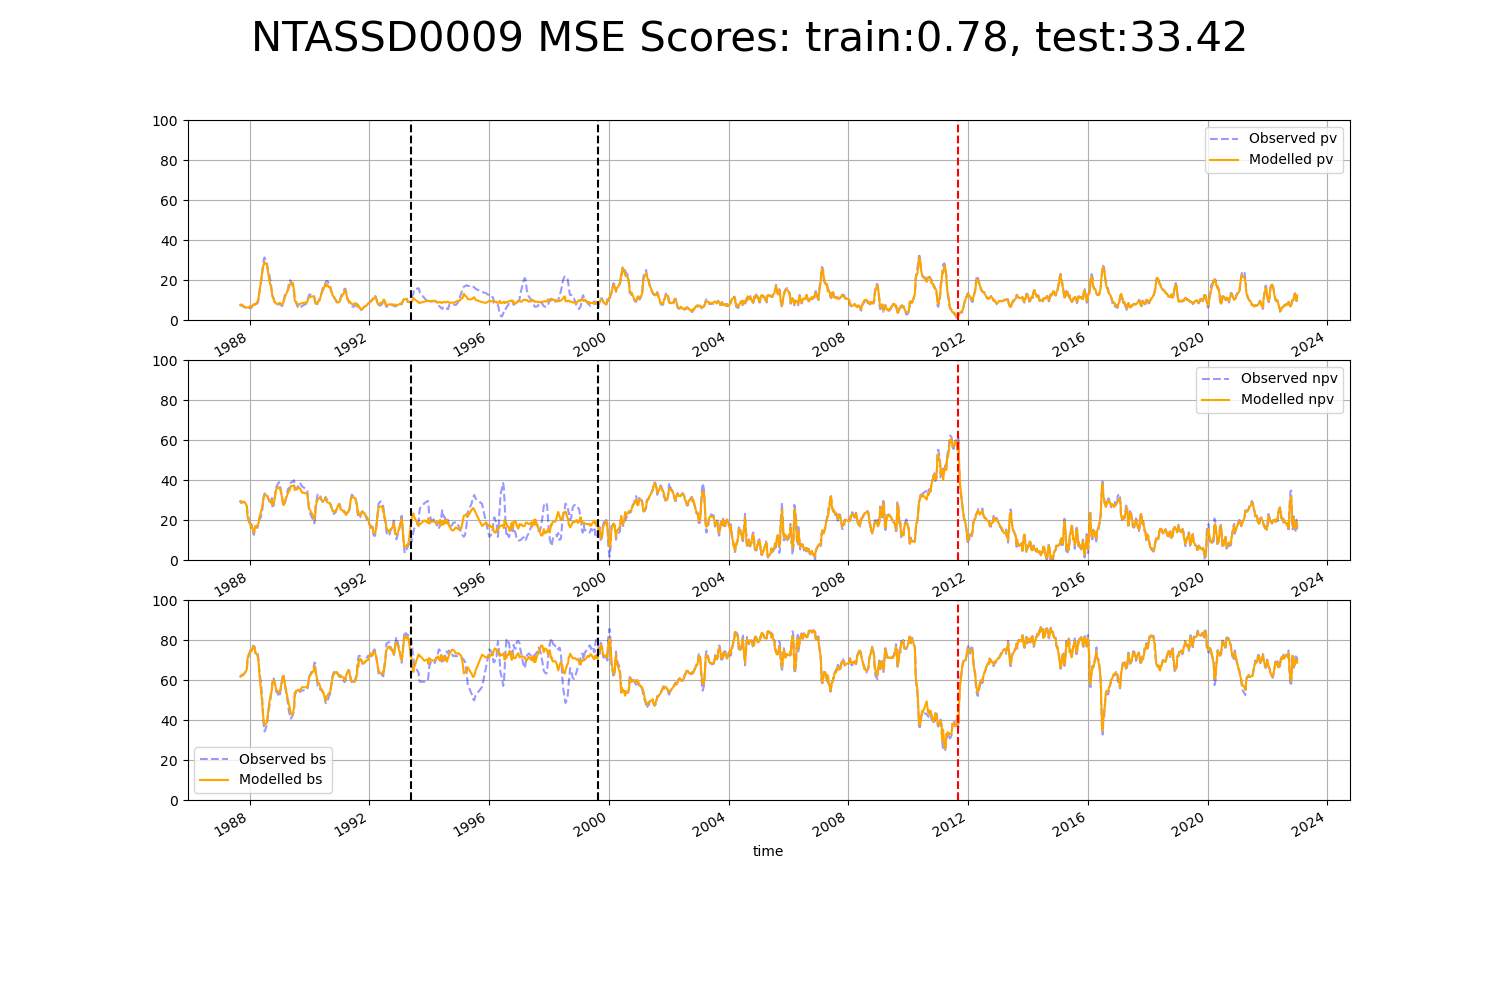 NTASSD0009 MSE Scores: train:0.78, test:33.42
100
80
60
40
20
0
Observed pv
Modelled pv
1988 1992 1996 2000 2004 2008 2012 2016 2020 2024
100
80
60
40
20
0
Observed npv
Modelled npv
1988 1992 1996 2000 2004 2008 2012 2016 2020 2024
100
80
60
40
20
0
Observed bs
Modelled bs
1988 1992 1996 2000 2004 2008 2012 2016 2020 2024
time